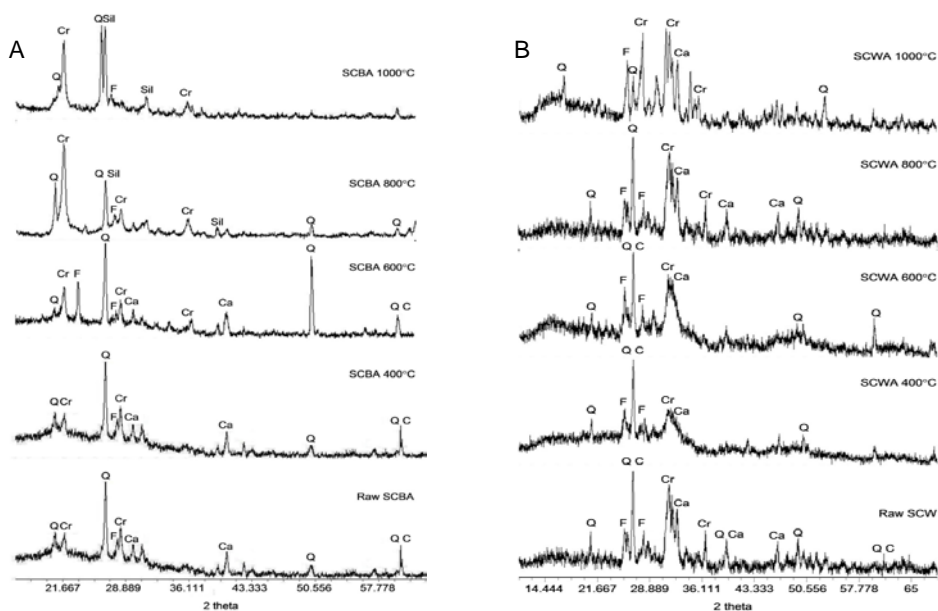 A
Q Sil
Cr
Q
F
Sil
Cr
Q
SCBA 1000°C
Cr
Q
Q Sil
F
Cr
Cr
Sil
Q
Q
SCBA 800°C
Q
Cr F
Q
F
Cr
Ca
Cr
Ca
Q
Q C
SCBA 600°C
Q
Q Cr
F
Cr
Ca
Ca
Q
Q C
SCBA 400°C
Q
Q Cr
F
Cr
Ca
Ca
Q
Q C
Raw SCBA
21.667 28.889 36.111 43.333 50.556 57.778
2 theta
B
Q
F
Q
Cr
Cr
Ca
Cr
Q
SCWA 1000°C
Q
F
Q
F
Cr
Ca
Cr
Ca
Ca
Q
SCWA 800°C
Q
F
Q C
F
Cr
Ca
Q
Q
SCWA 600°C
Q
F
Q C
F
Cr
Ca
Q
SCWA 400°C
Q
F
Q C
F
Cr
Ca
Cr
Q Ca
Ca
Q
Q C
Raw SCW
14.444 21.667 28.889 36.111 43.333 50.556 57.778 65
2 theta